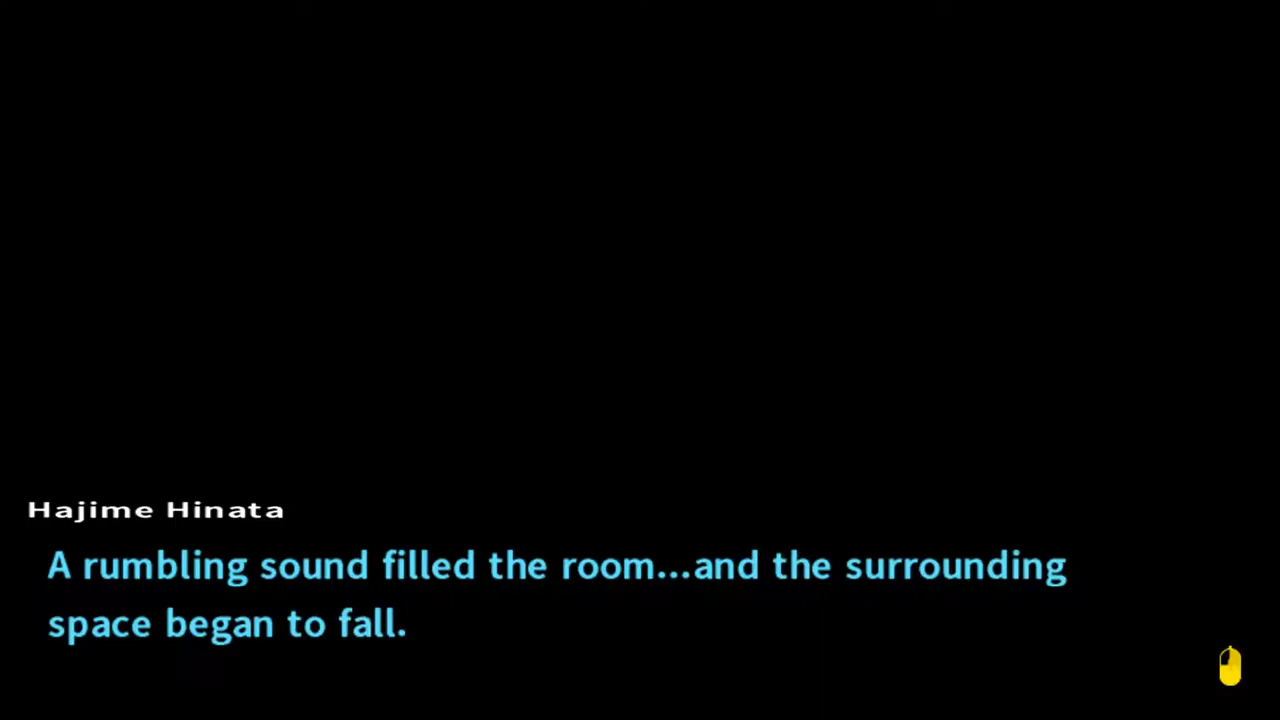 Hajime Hinata
A rumbling sound filled the room...and the surrounding
space began to fall.